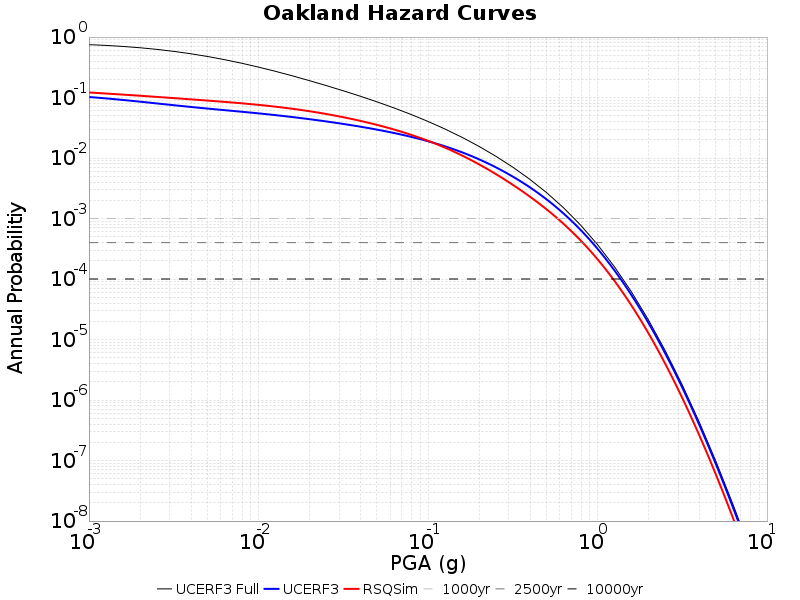 Oakland Hazard Curves
10^0
10^-1
10^-2
10^-3
10^-4
10^-5
10^-6
10^-7
10^-8
Annual Probabilitiy
10^-3 10^-2 10^-1 10^0 10^1
PGA (g)
UCERF3 Full UCERF3 RSQSim 1000yr 2500yr 10000yr